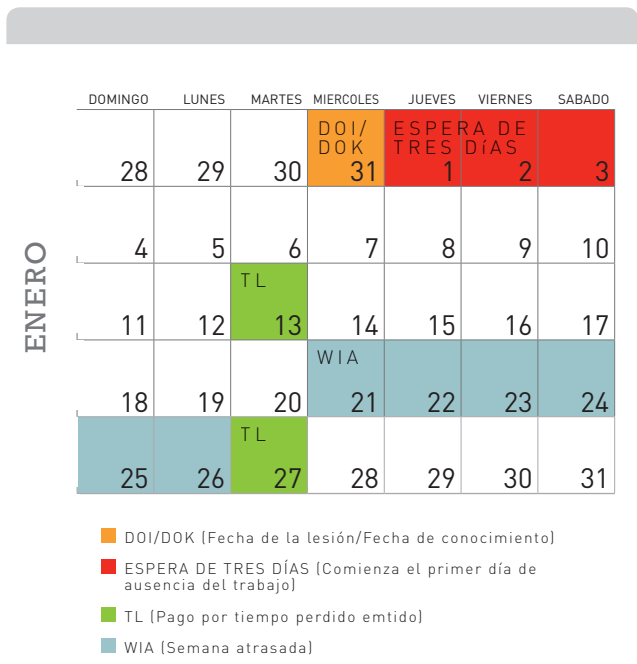 DOMINGO LUNES MARTES MIERCOLES JUEVES VIERNES SABADO
DOI/ ESPERA DE
DOK TRES DíAS
28 29 30 31 1 2 3
ENERO
4 5 6 7 8 9 10
TL
11 12 13 14 15 16 17
WIA
18 19 20 21 22 23 24
TL
25 26 27 28 29 30 31
DOI/DOK (Fecha de la lesión/Fecha de conocimiento)
ESPERA DE TRES DÍAS (Comienza el primer día de
ausencia del trabajo)
TL (Pago por tiempo perdido emtido)
WIA (Semana atrasada)